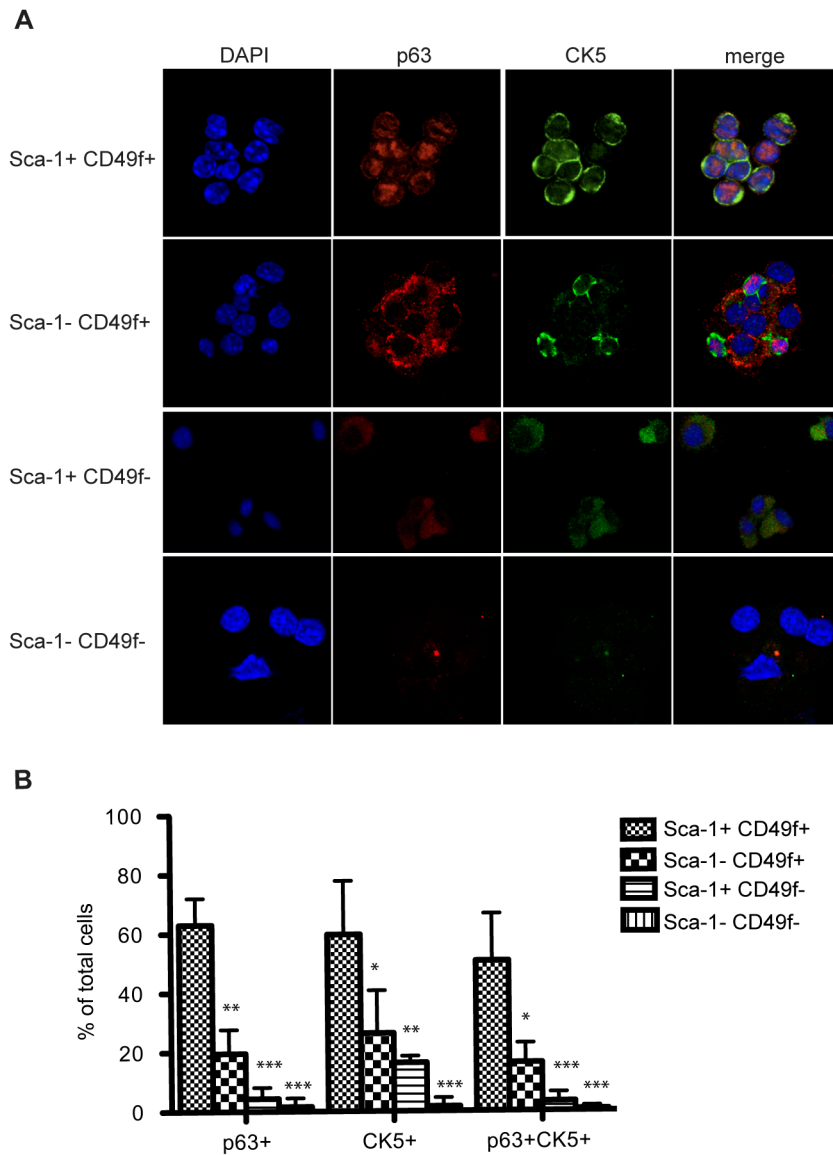 A
DAPI p63 CK5 merge
Sca-1+ CD49f+
Sca-1- CD49f+
Sca-1+ CD49f-
Sca-1- CD49f-
B
% of total cells
100
80
60
40
20
0
** *** ***
* ** ***
* *** ***
p63+ CK5+ p63+CK5+
Sca-1+ CD49f+
Sca-1- CD49f+
Sca-1+ CD49f-
Sca-1- CD49f-